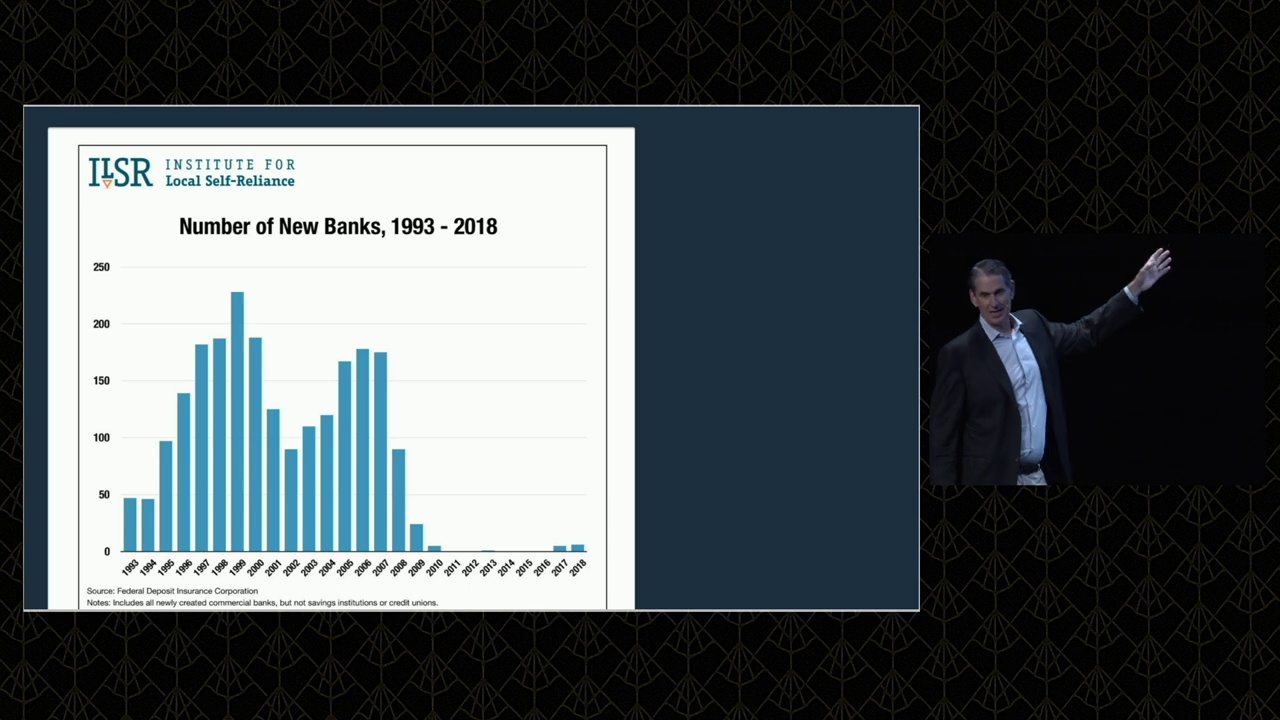 ILSR
INSTITUTE FOR
Local Self-Reliance
Number of New Banks, 1993 - 2018
250
200
150
100
50
0
1993 1994 1995 1996 1997 1998 1999 2000 2001 2002 2003 2004 2005 2006 2007 2008 2009 2010 2011 2012 2013 2014 2015 2016 2017 2018
Source: Federal Deposit Insurance Corporation
Notes: Includes all newly created commercial banks, but not savings institutions or credit unions.